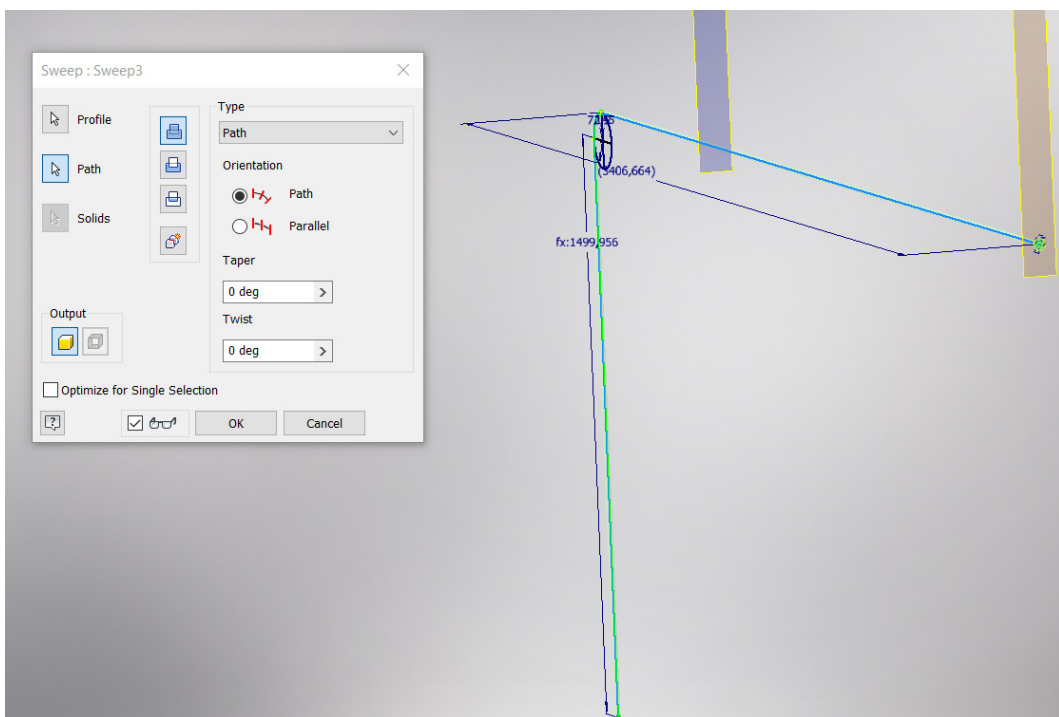 Sweep : Sweep3
Profile
Path
Solids
Type
Path
Orientation
Path
Parallel
Taper
0 deg
Twist
0 deg
Output
Optimize for Single Selection
OK
Cancel
(3406,664)
fx:1499,956